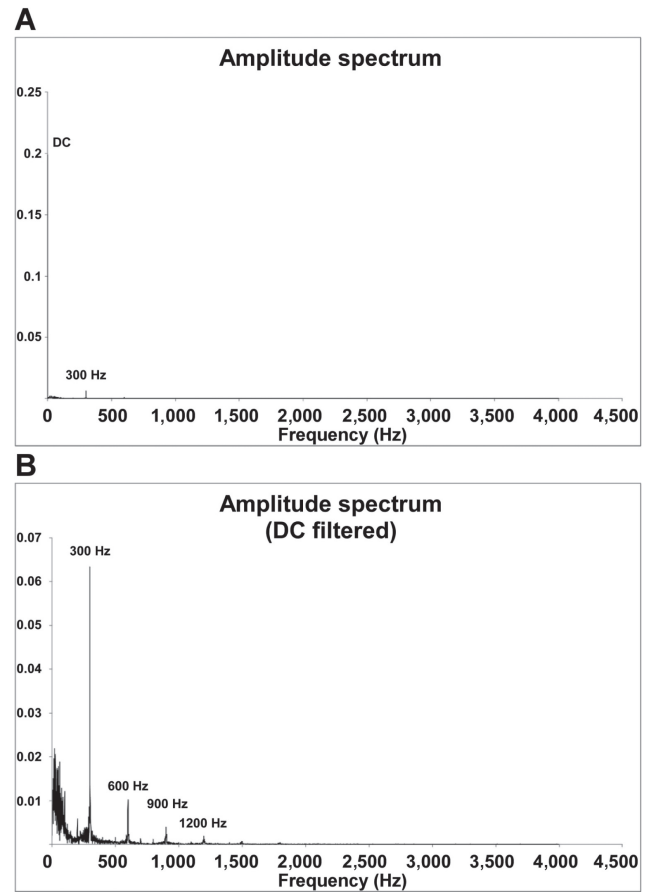 A
Amplitude spectrum
0.25
DC
0.2
0.15
0.1
0.05
300 Hz
0 500 1,000 1,500 2,000 2,500 3,000 3,500 4,000 4,500
Frequency (Hz)
B
Amplitude spectrum
(DC filtered)
0.07
300 Hz
0.06
0.05
0.04
0.03
0.02
600 Hz
0.01
900 Hz
1200 Hz
0 500 1,000 1,500 2,000 2,500 3,000 3,500 4,000 4,500
Frequency (Hz)